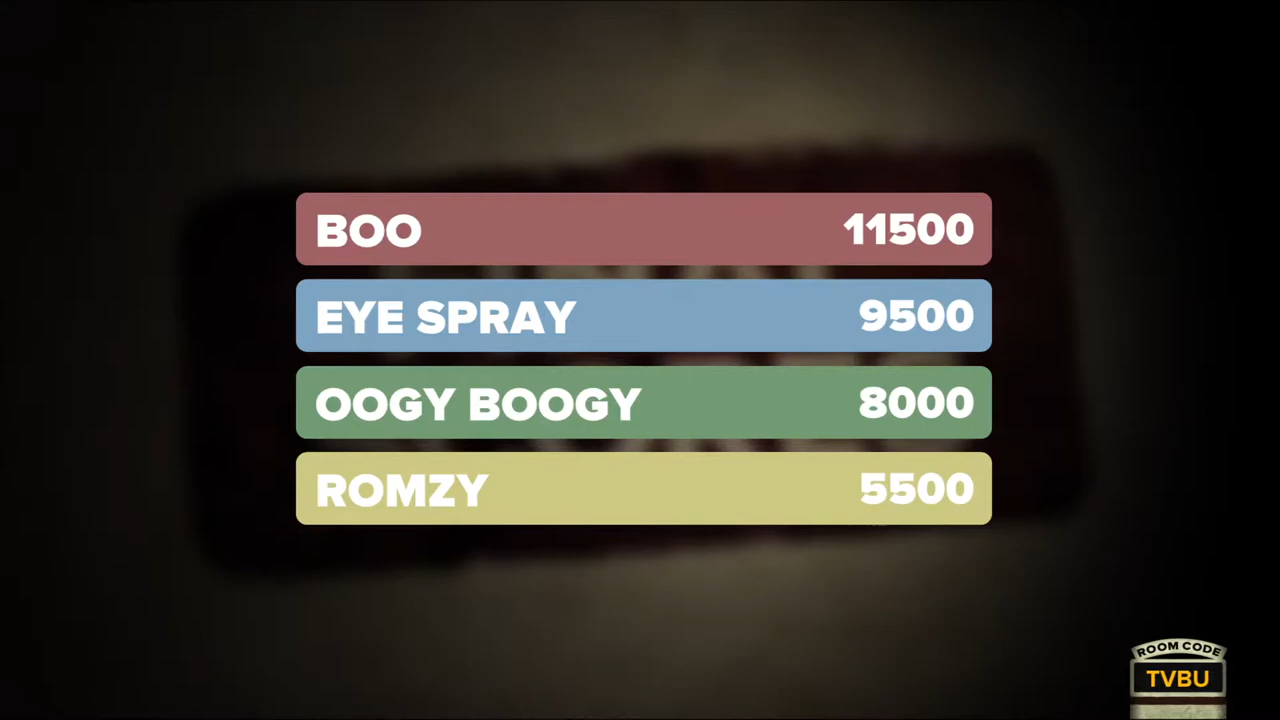 BOO 11500
EYE SPRAY 9500
OOGY BOOGY 8000
ROMZY 5500
ROOM CODE
TVBU